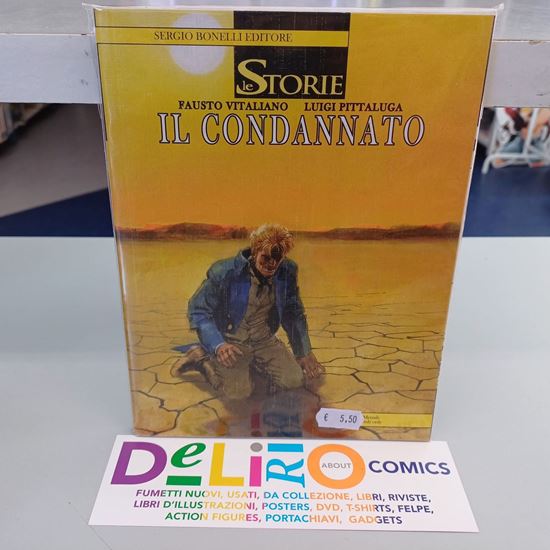 SERGIO BONELLI EDITORE
le STORIE
FAUSTO VITALIANO LUIGI PITTALUGA
IL CONDANNATO
€ 5,50
DeLiRiO ABOUT COMICS
FUMETTI NUOVI, USATI, DA COLLEZIONE, LIBRI, RIVISTE,
LIBRI D'ILLUSTRAZIONI, POSTERS, DVD, T-SHIRTS, FELPE,
ACTION FIGURES, PORTACHIAVI, GADGETS